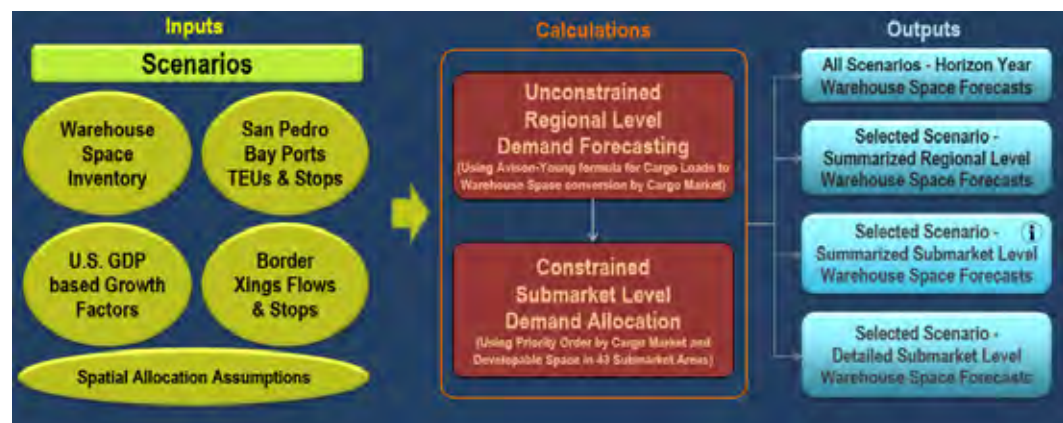 Inputs
Scenarios
Warehouse
Space
Inventory
San Pedro
Bay Ports
TEUs & Stops
U.S. GDP
based Growth
Factors
Border
Xings Flows
& Stops
Spatial Allocation Assumptions
Calculations
Unconstrained
Regional Level
Demand Forecasting
(Using Avison-Young formula for Cargo Loads to
Warehouse Space conversion by Cargo Market)
Constrained
Submarket Level
Demand Allocation
(Using Priority Order by Cargo Market and
Developable Space in 43 Submarket Areas)
Outputs
All Scenarios - Horizon Year
Warehouse Space Forecasts
Selected Scenario -
Summarized Regional Level
Warehouse Space Forecasts
Selected Scenario -
Summarized Submarket Level
Warehouse Space Forecasts
i
Selected Scenario -
Detailed Submarket Level
Warehouse Space Forecasts